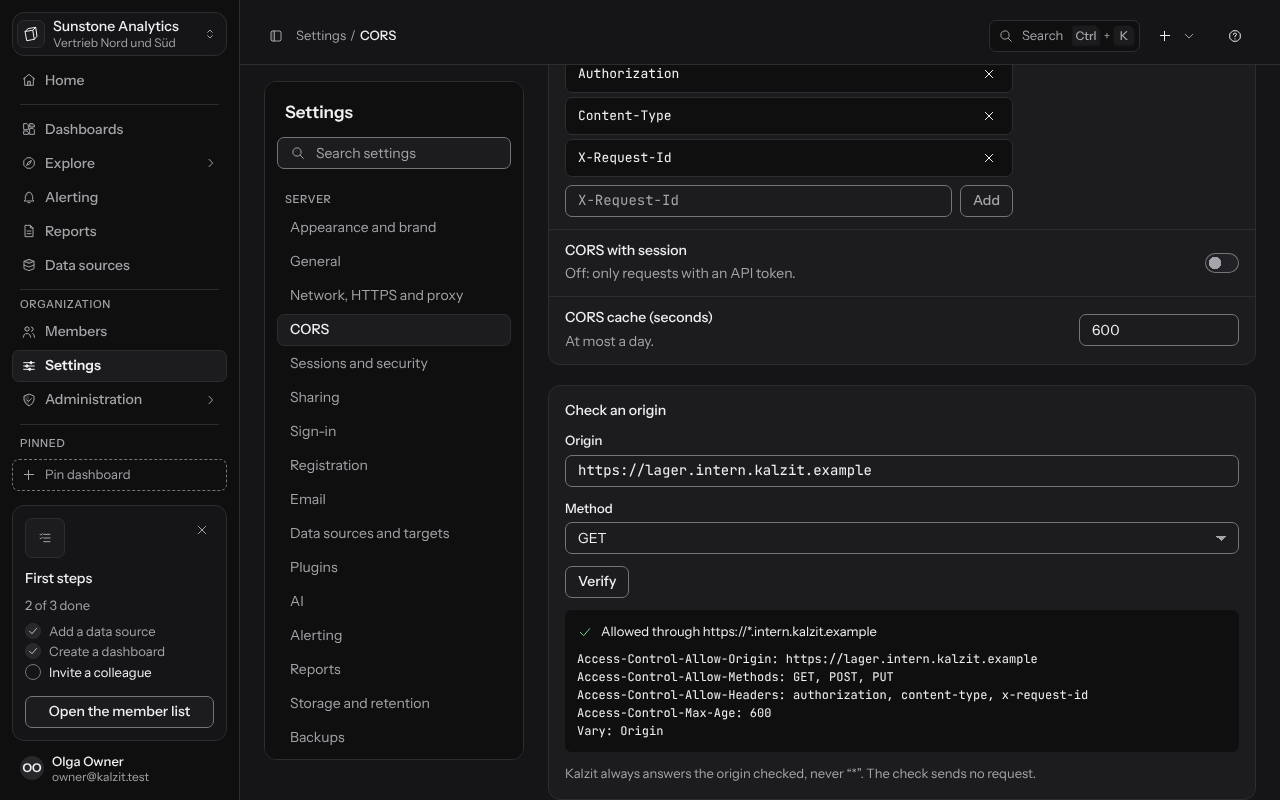 Sunstone Analytics
Vertrieb Nord und Süd
Home
Dashboards
Explore
Alerting
Reports
Data sources
ORGANIZATION
Members
Settings
Administration
PINNED
Pin dashboard
First steps
2 of 3 done
Add a data source
Create a dashboard
Invite a colleague
Open the member list
OO
Olga Owner
owner@kalzit.test
Settings / CORS
Search Ctrl + K
Settings
Search settings
SERVER
Appearance and brand
General
Network, HTTPS and proxy
CORS
Sessions and security
Sharing
Sign-in
Registration
Email
Data sources and targets
Plugins
AI
Alerting
Reports
Storage and retention
Backups
Authorization
Content-Type
X-Request-Id
X-Request-Id Add
CORS with session
Off: only requests with an API token.
CORS cache (seconds)
At most a day.
600
Check an origin
Origin
https://lager.intern.kalzit.example
Method
GET
Verify
Allowed through https://*.intern.kalzit.example
Access-Control-Allow-Origin: https://lager.intern.kalzit.example
Access-Control-Allow-Methods: GET, POST, PUT
Access-Control-Allow-Headers: authorization, content-type, x-request-id
Access-Control-Max-Age: 600
Vary: Origin
Kalzit always answers the origin checked, never “*”. The check sends no request.